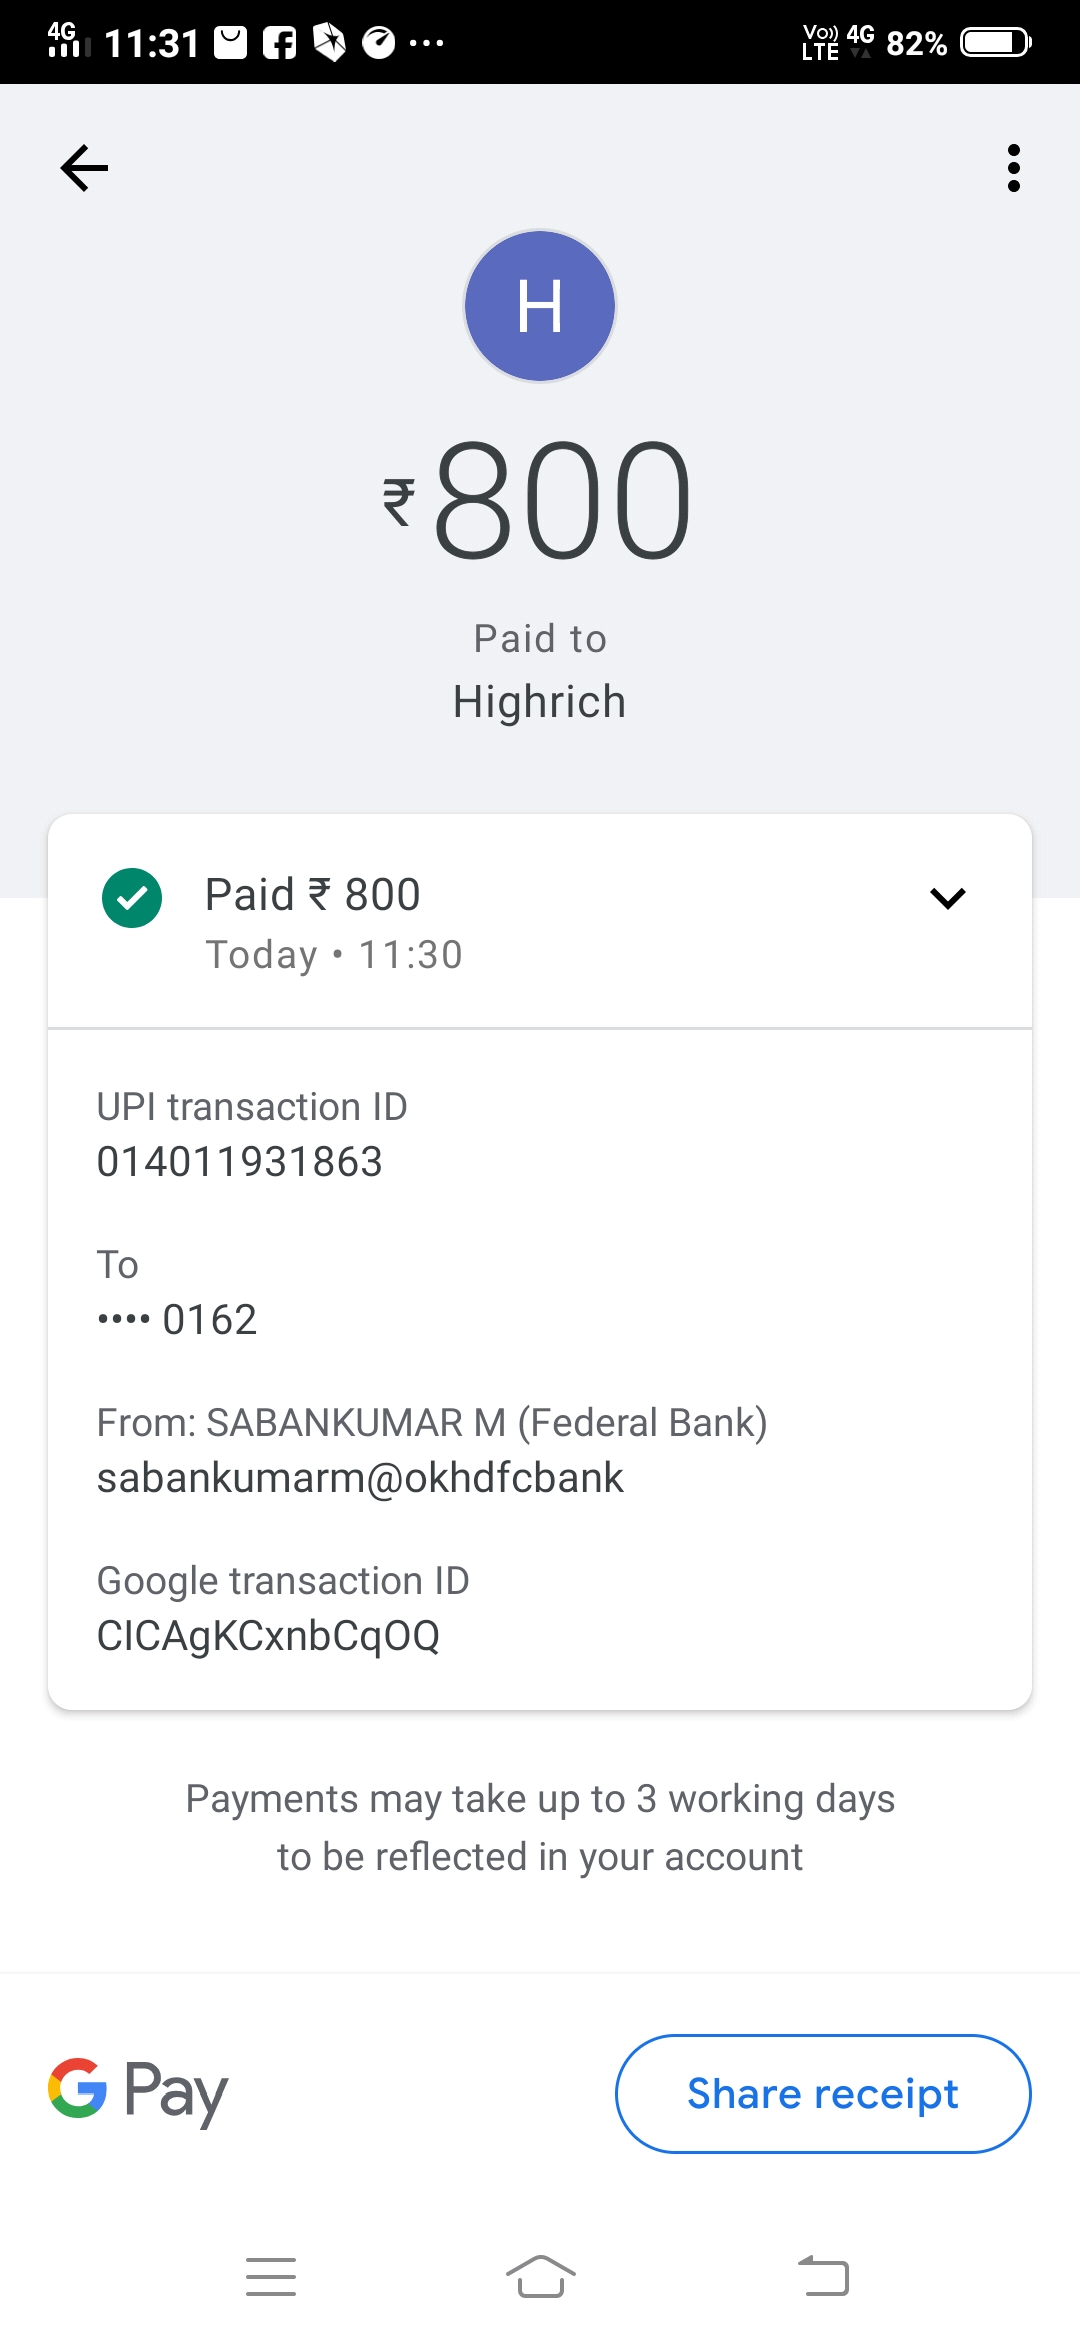 4G 11:31 Vo)) LTE 4G 82%
H
₹800
Paid to
Highrich
Paid ₹ 800
Today • 11:30
UPI transaction ID
014011931863
To
•••• 0162
From: SABANKUMAR M (Federal Bank)
sabankumarm@okhdfcbank
Google transaction ID
CICAgKCxnbCqOQ
Payments may take up to 3 working days
to be reflected in your account
G Pay
Share receipt